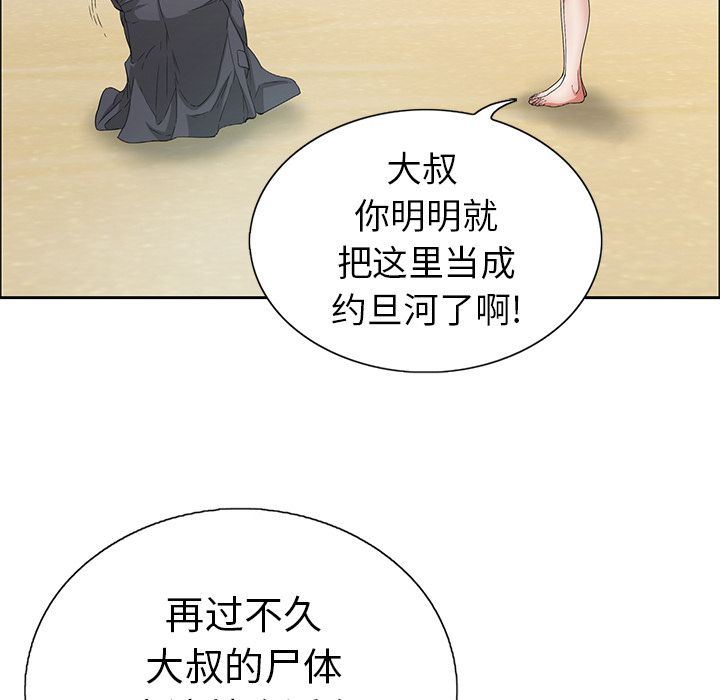 大叔
你明明就
把这里当成
约旦河了啊!
再过不久
大叔的尸体